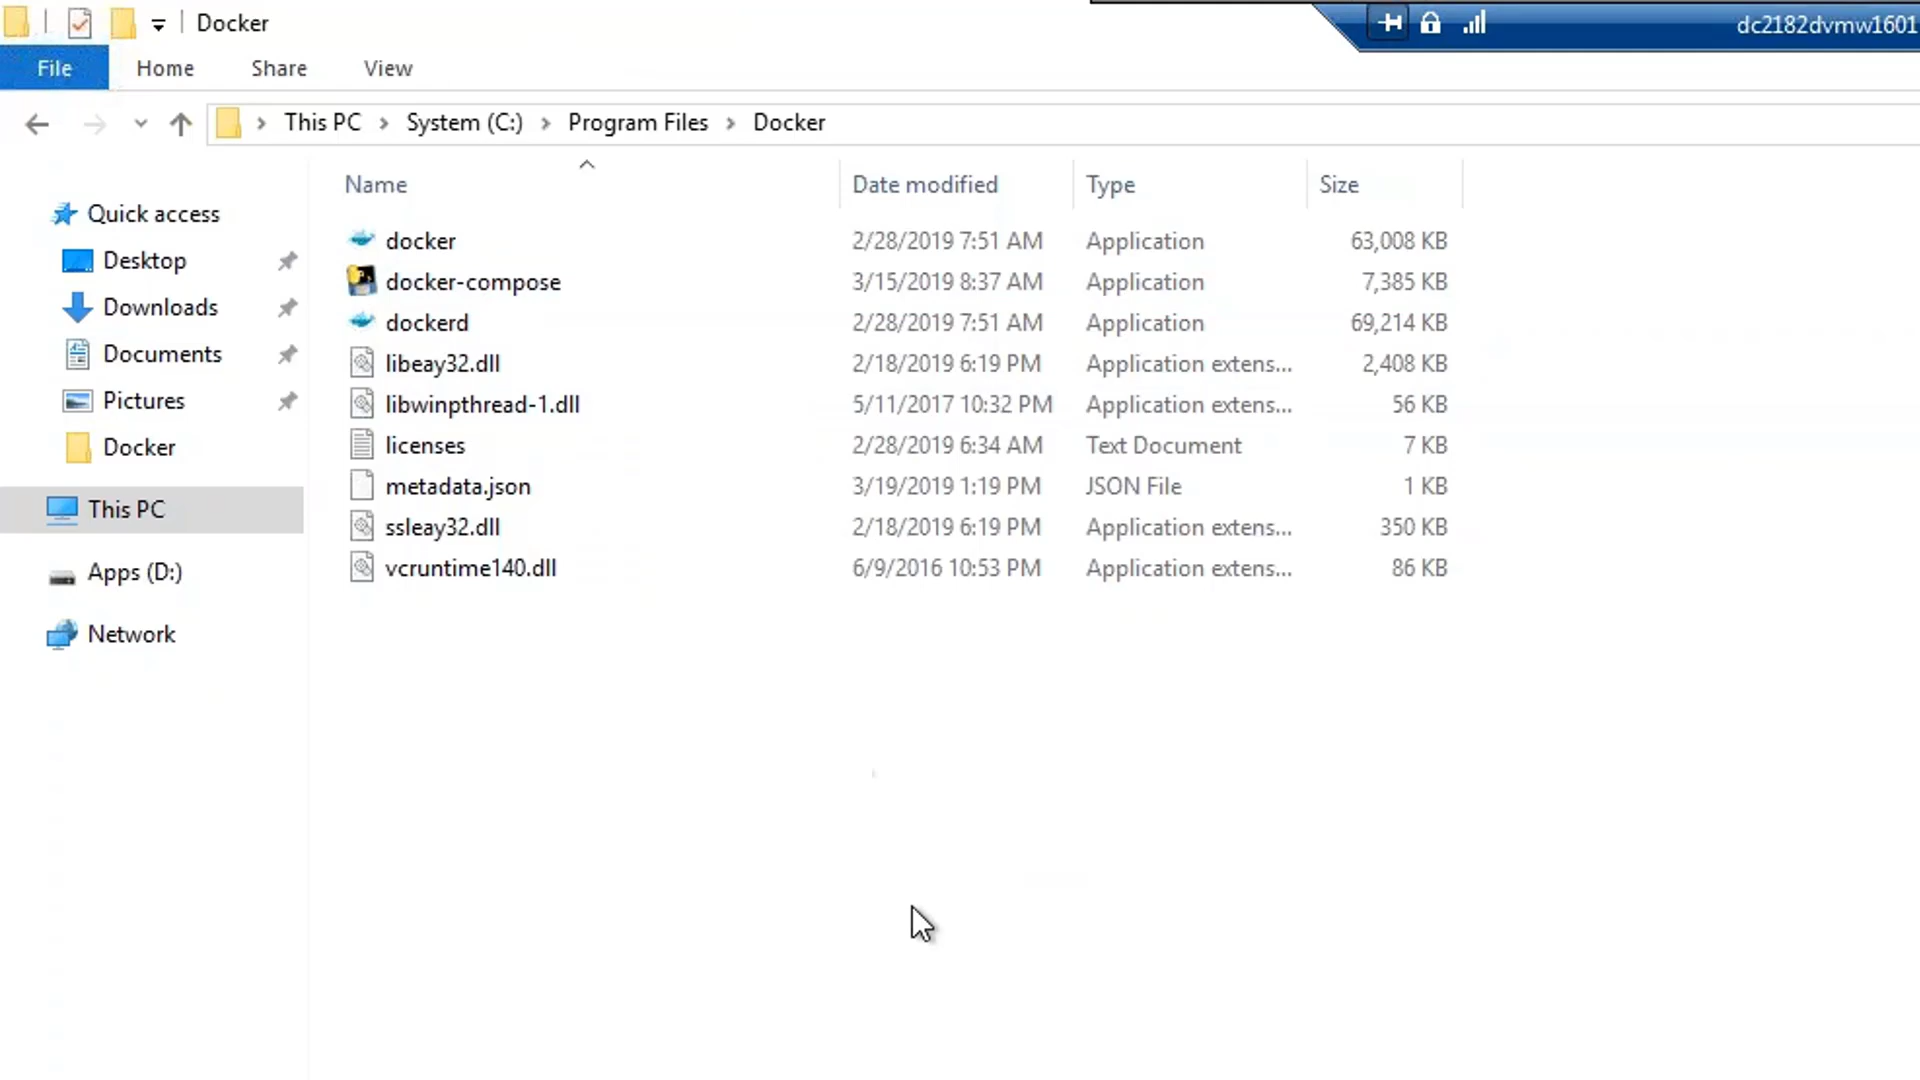 Docker
dc2182dvmw1601
File Home Share View
This PC System (C:) Program Files Docker
Name Date modified Type Size
Quick access
Desktop
Downloads
Documents
Pictures
Docker
This PC
Apps (D:)
Network
docker 2/28/2019 7:51 AM Application 63,008 KB
docker-compose 3/15/2019 8:37 AM Application 7,385 KB
dockerd 2/28/2019 7:51 AM Application 69,214 KB
libeay32.dll 2/18/2019 6:19 PM Application extens... 2,408 KB
libwinpthread-1.dll 5/11/2017 10:32 PM Application extens... 56 KB
licenses 2/28/2019 6:34 AM Text Document 7 KB
metadata.json 3/19/2019 1:19 PM JSON File 1 KB
ssleay32.dll 2/18/2019 6:19 PM Application extens... 350 KB
vcruntime140.dll 6/9/2016 10:53 PM Application extens... 86 KB